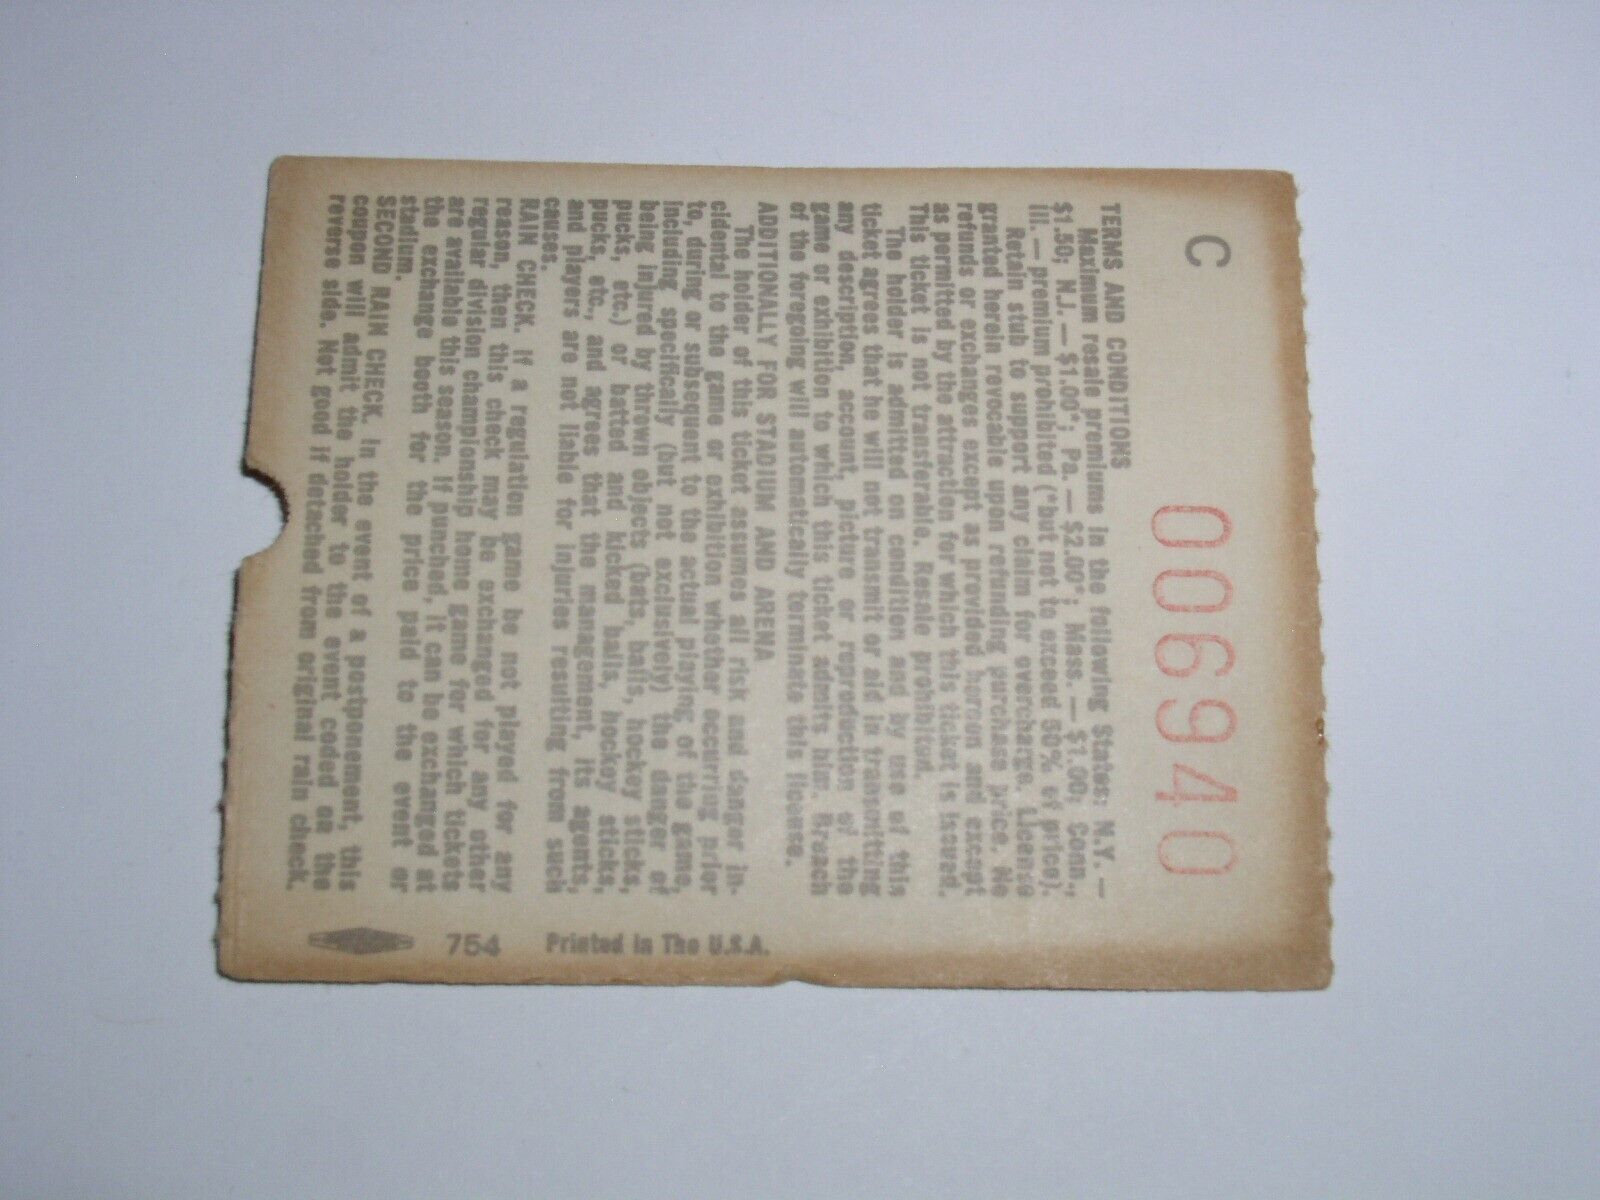 C
006940
TERMS AND CONDITIONS
Maximum resale premiums in the following States: N.Y. —
$1.50; N.J. — $1.00*; Pa. — $2.00*; Mass. — $1.00; Conn.,
Ill. — premium prohibited (*but not to exceed 50% of price).
Retain stub to support any claim for overcharge. License
granted herein revocable upon refunding purchase price. No
refunds or exchanges except as provided hereon and except
as permitted by the attraction for which this ticket is issued.
This ticket is not transferable. Resale prohibited.
The holder is admitted on condition and by use of this
ticket agrees that he will not transmit or aid in transmitting
any description, account, picture or reproduction of the
game or exhibition to which this ticket admits him. Breach
of the foregoing will automatically terminate this license.
ADDITIONALLY FOR STADIUM AND ARENA
The holder of this ticket assumes all risk and danger in-
cidental to the game or exhibition whether occurring prior
to, during or subsequent to the actual playing of the game,
including specifically (but not exclusively) the danger of
being injured by thrown objects (bats, balls, hockey sticks,
pucks, etc.) or batted and kicked balls, hockey sticks,
pucks, etc., and agrees that the management, its agents,
and players are not liable for injuries resulting from such
causes.
RAIN CHECK. If a regulation game be not played for any
reason, then this check may be exchanged for any other
regular division championship home game for which tickets
are available this season. If punched, it can be exchanged at
the exchange booth for the price paid to the event or
stadium.
SECOND RAIN CHECK. In the event of a postponement, this
coupon will admit the holder to the event coded on the
reverse side. Not good if detached from original rain check.
754 Printed in The U.S.A.